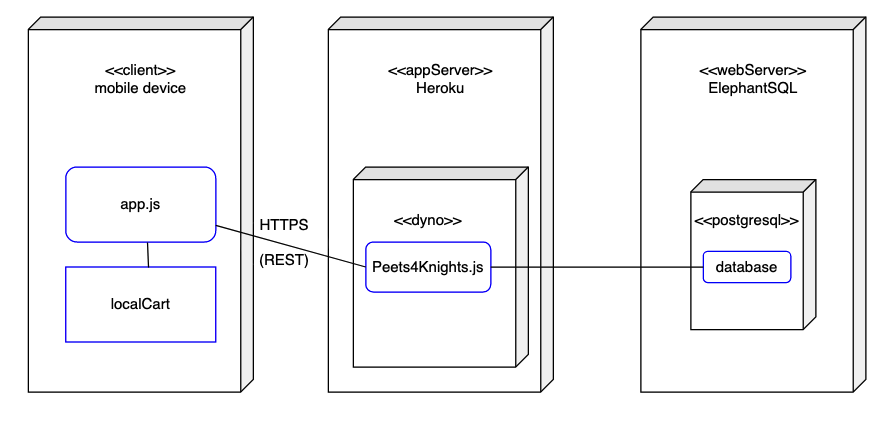 <<client>>
mobile device
<<appServer>>
Heroku
<<webServer>>
ElephantSQL
app.js
HTTPS
(REST)
localCart
<<dyno>>
Peets4Knights.js
<<postgresql>>
database